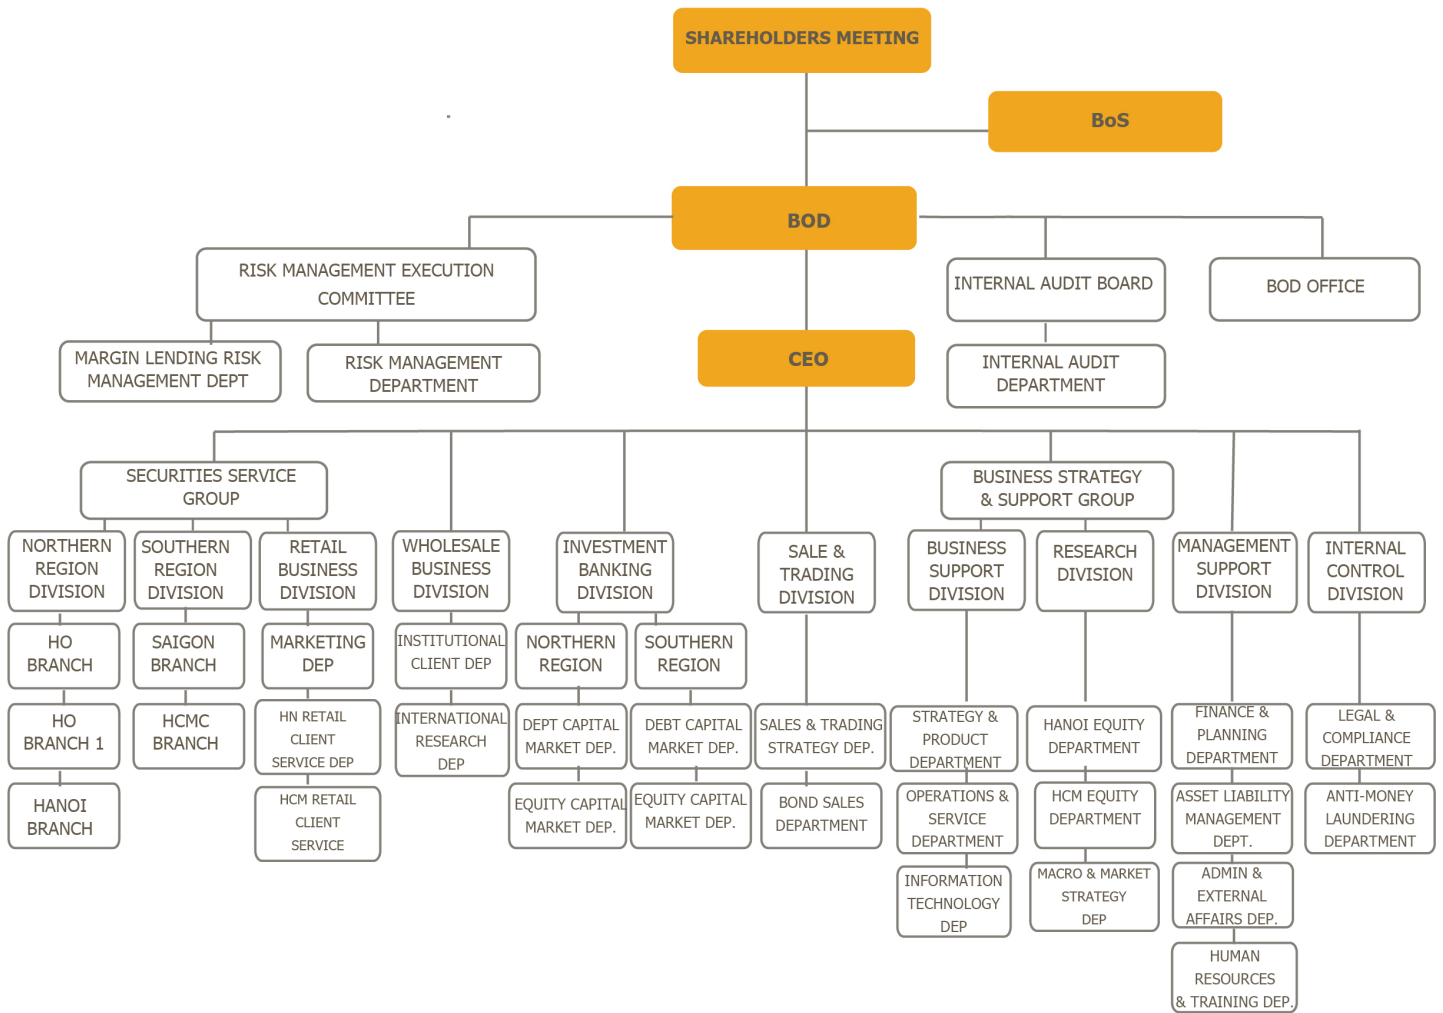 SHAREHOLDERS MEETING
BoS
BOD
RISK MANAGEMENT EXECUTION
COMMITTEE
INTERNAL AUDIT BOARD
BOD OFFICE
MARGIN LENDING RISK
MANAGEMENT DEPT
RISK MANAGEMENT
DEPARTMENT
CEO
INTERNAL AUDIT
DEPARTMENT
SECURITIES SERVICE
GROUP
BUSINESS STRATEGY
& SUPPORT GROUP
NORTHERN
REGION
DIVISION
SOUTHERN
REGION
DIVISION
RETAIL
BUSINESS
DIVISION
WHOLESALE
BUSINESS
DIVISION
INVESTMENT
BANKING
DIVISION
SALE &
TRADING
DIVISION
BUSINESS
SUPPORT
DIVISION
RESEARCH
DIVISION
MANAGEMENT
SUPPORT
DIVISION
INTERNAL
CONTROL
DIVISION
HO
BRANCH
SAIGON
BRANCH
MARKETING
DEP
INSTITUTIONAL
CLIENT DEP
NORTHERN
REGION
SOUTHERN
REGION
HO
BRANCH 1
HCMC
BRANCH
HN RETAIL
CLIENT
SERVICE DEP
INTERNATIONAL
RESEARCH
DEP
DEPT CAPITAL
MARKET DEP.
DEBT CAPITAL
MARKET DEP.
SALES & TRADING
STRATEGY DEP.
STRATEGY &
PRODUCT
DEPARTMENT
HANOI EQUITY
DEPARTMENT
FINANCE &
PLANNING
DEPARTMENT
LEGAL &
COMPLIANCE
DEPARTMENT
HANOI
BRANCH
HCM RETAIL
CLIENT
SERVICE
EQUITY CAPITAL
MARKET DEP.
EQUITY CAPITAL
MARKET DEP.
BOND SALES
DEPARTMENT
OPERATIONS &
SERVICE
DEPARTMENT
HCM EQUITY
DEPARTMENT
ASSET LIABILITY
MANAGEMENT
DEPT.
ANTI-MONEY
LAUNDERING
DEPARTMENT
INFORMATION
TECHNOLOGY
DEP
MACRO & MARKET
STRATEGY
DEP
ADMIN &
EXTERNAL
AFFAIRS DEP.
HUMAN
RESOURCES
& TRAINING DEP.